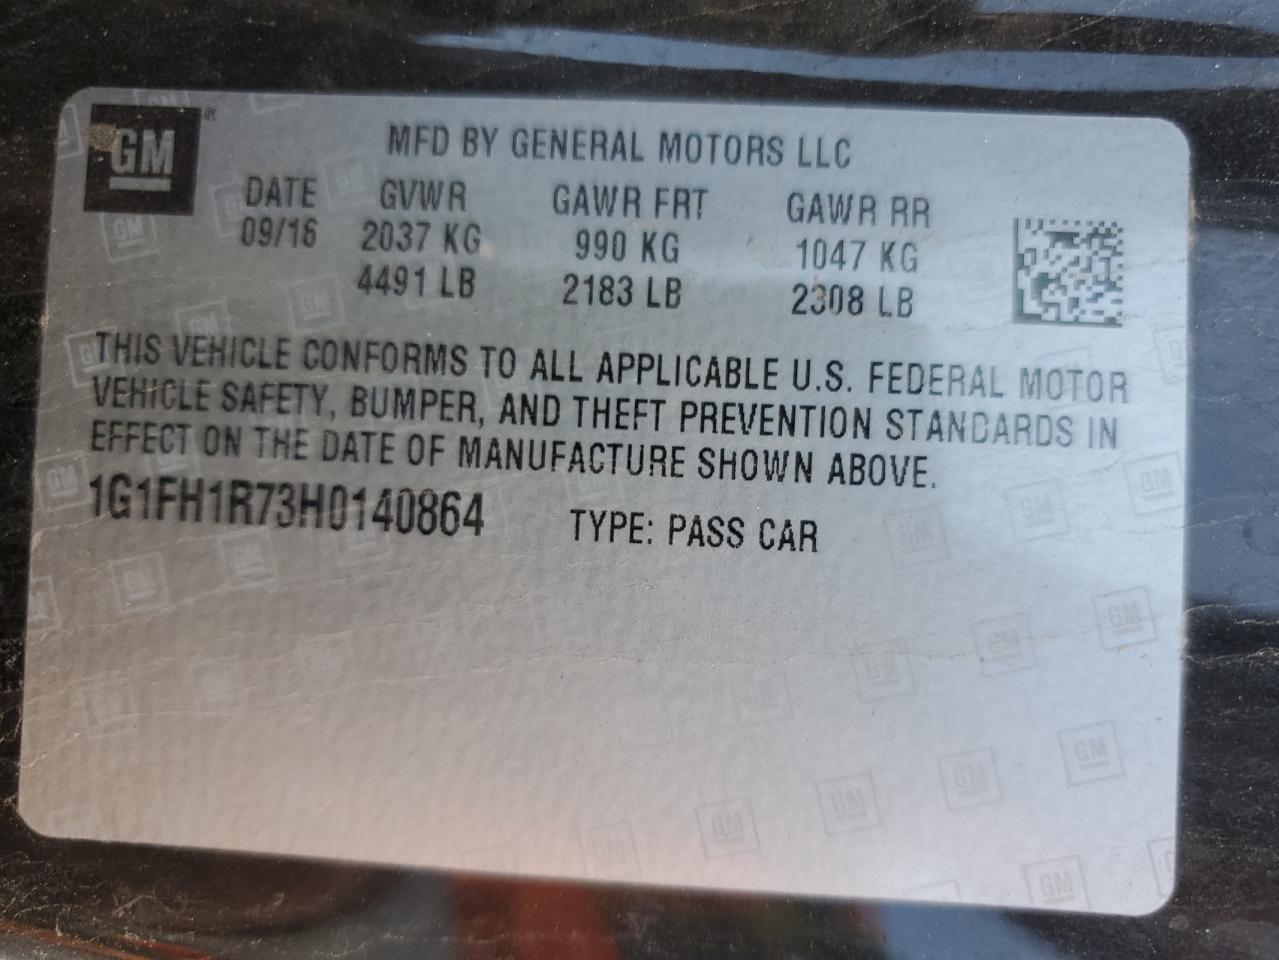 GM
MFD BY GENERAL MOTORS LLC
DATE GVWR GAWR FRT GAWR RR
09/16 2037 KG 990 KG 1047 KG
4491 LB 2183 LB 2308 LB
THIS VEHICLE CONFORMS TO ALL APPLICABLE U.S. FEDERAL MOTOR
VEHICLE SAFETY, BUMPER, AND THEFT PREVENTION STANDARDS IN
EFFECT ON THE DATE OF MANUFACTURE SHOWN ABOVE.
1G1FH1R73H0140864 TYPE: PASS CAR